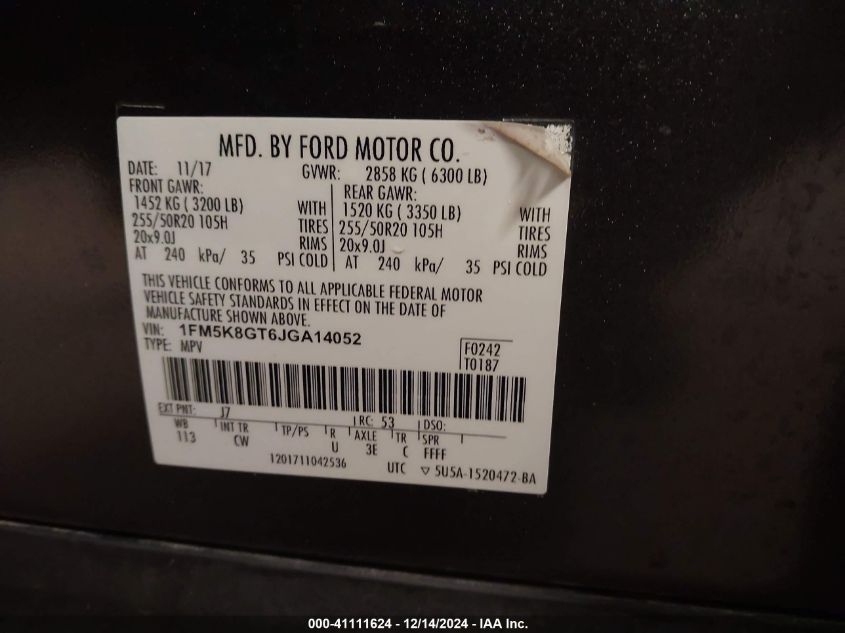 MFD. BY FORD MOTOR CO.
DATE: 11/17 GVWR: 2858 KG ( 6300 LB)
FRONT GAWR: REAR GAWR:
1452 KG ( 3200 LB) WITH 1520 KG ( 3350 LB) WITH
255/50R20 105H TIRES 255/50R20 105H TIRES
20x9.0J RIMS 20x9.0J RIMS
AT 240 kPa/ 35 PSI COLD AT 240 kPa/ 35 PSI COLD
THIS VEHICLE CONFORMS TO ALL APPLICABLE FEDERAL MOTOR
VEHICLE SAFETY STANDARDS IN EFFECT ON THE DATE OF
MANUFACTURE SHOWN ABOVE.
VIN: 1FM5K8GT6JGA14052
TYPE: MPV
F0242
T0187
EXT PNT: J7 RC: 53 DSO:
WB INT TR TP/PS R AXLE TR SPR
113 CW U 3E C FFFF
1201711042536 UTC ▽ 5U5A-1520472-BA
000-41111624 - 12/14/2024 - IAA Inc.